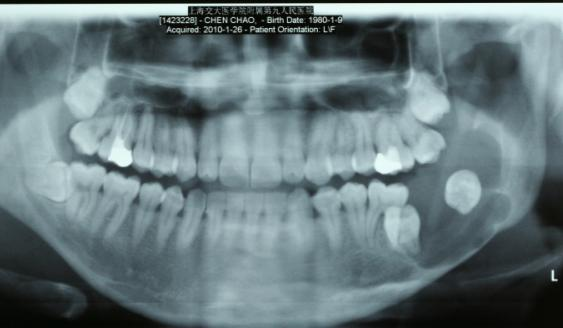 上海交大医学院附属第九人民医院
[1423228] - CHEN CHAO, - Birth Date: 1980-1-9
Acquired: 2010-1-26 - Patient Orientation: L\F
L